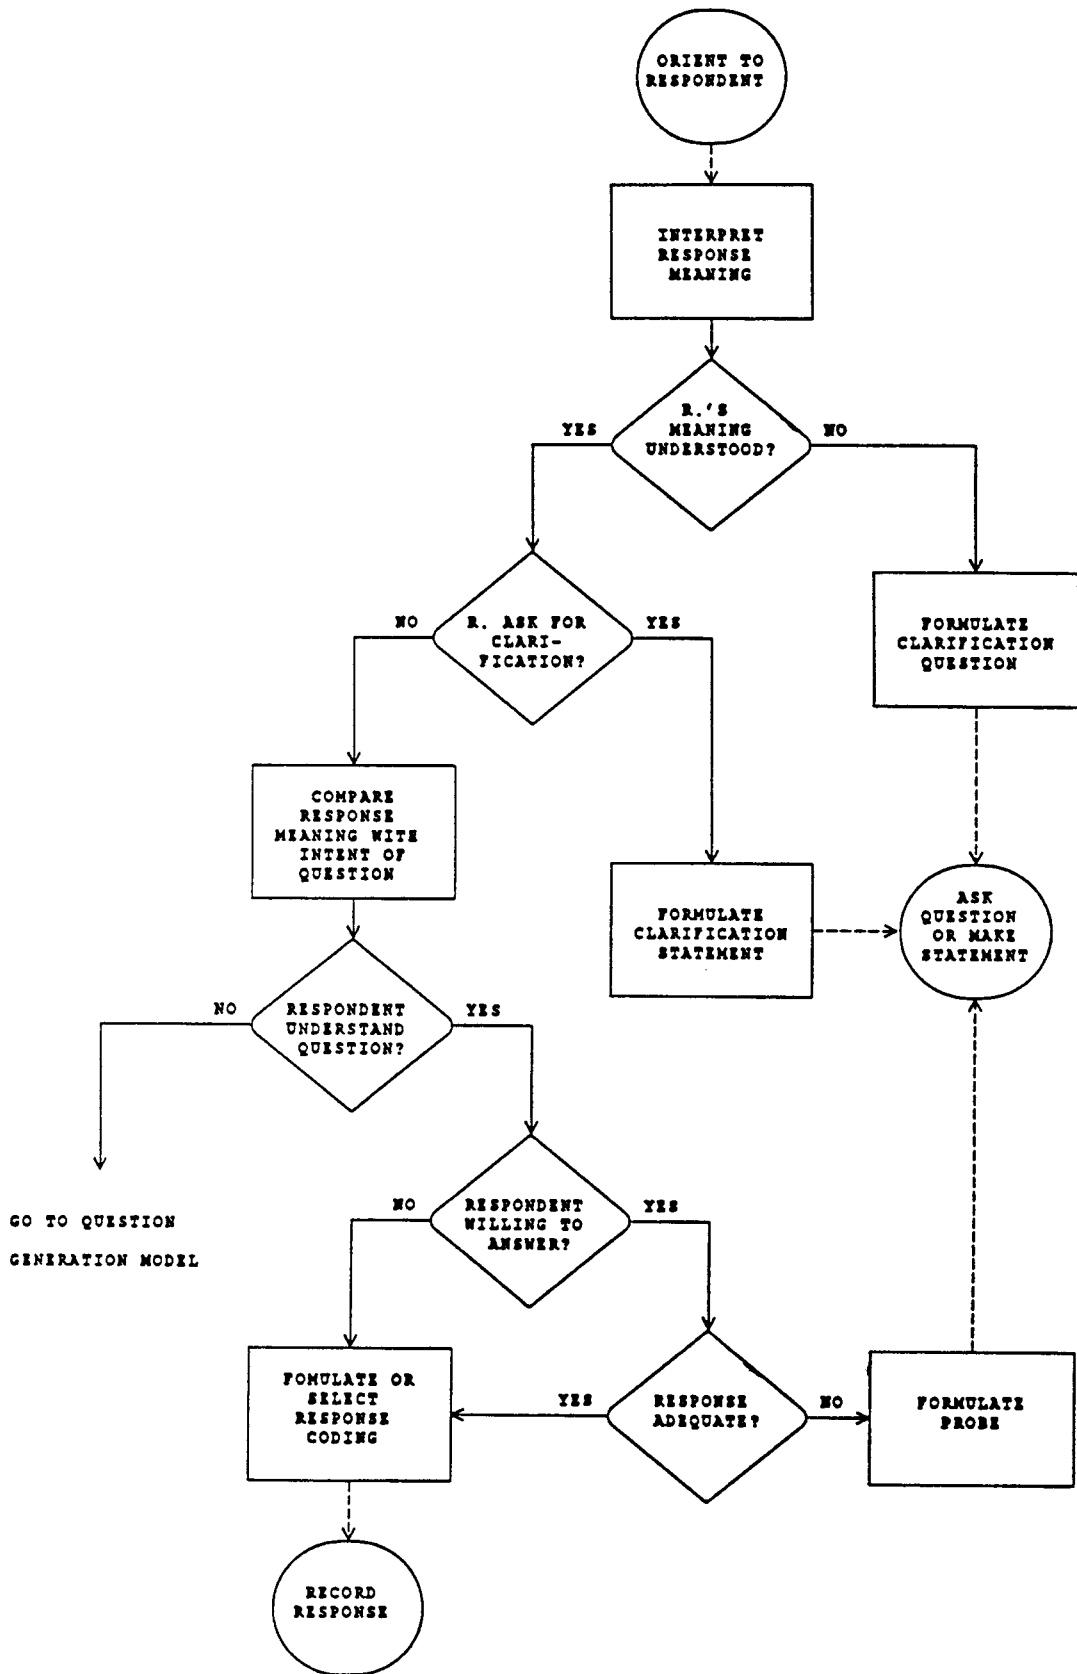 ORIENT TO
RESPONDENT
INTERPRET
RESPONSE
MEANING
R.'S
MEANING
UNDERSTOOD?
YES
NO
R. ASK FOR
CLARI-
FICATION?
NO
YES
FORMULATE
CLARIFICATION
QUESTION
COMPARE
RESPONSE
MEANING WITH
INTENT OF
QUESTION
FORMULATE
CLARIFICATION
STATEMENT
ASK
QUESTION
OR MAKE
STATEMENT
RESPONDENT
UNDERSTAND
QUESTION?
NO
YES
GO TO QUESTION
GENERATION MODEL
RESPONDENT
WILLING TO
ANSWER?
NO
YES
FOMULATE OR
SELECT
RESPONSE
CODING
RESPONSE
ADEQUATE?
YES
NO
FORMULATE
PROBE
RECORD
RESPONSE